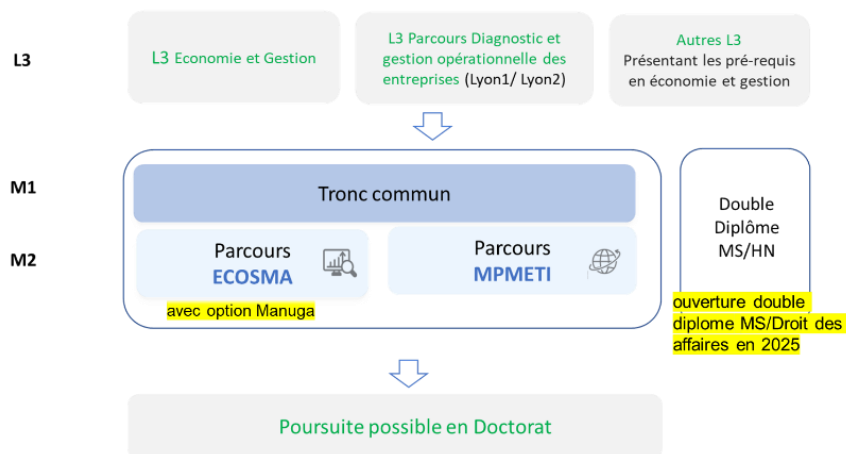 L3
L3 Economie et Gestion
L3 Parcours Diagnostic et
gestion opérationnelle des
entreprises (Lyon1/ Lyon2)
Autres L3
Présentant les pré-requis
en économie et gestion
M1
Tronc commun
M2
Parcours
ECOSMA
avec option Manuga
Parcours
MPMETI
Double
Diplôme
MS/HN
ouverture double
diplome MS/Droit des
affaires en 2025
Poursuite possible en Doctorat